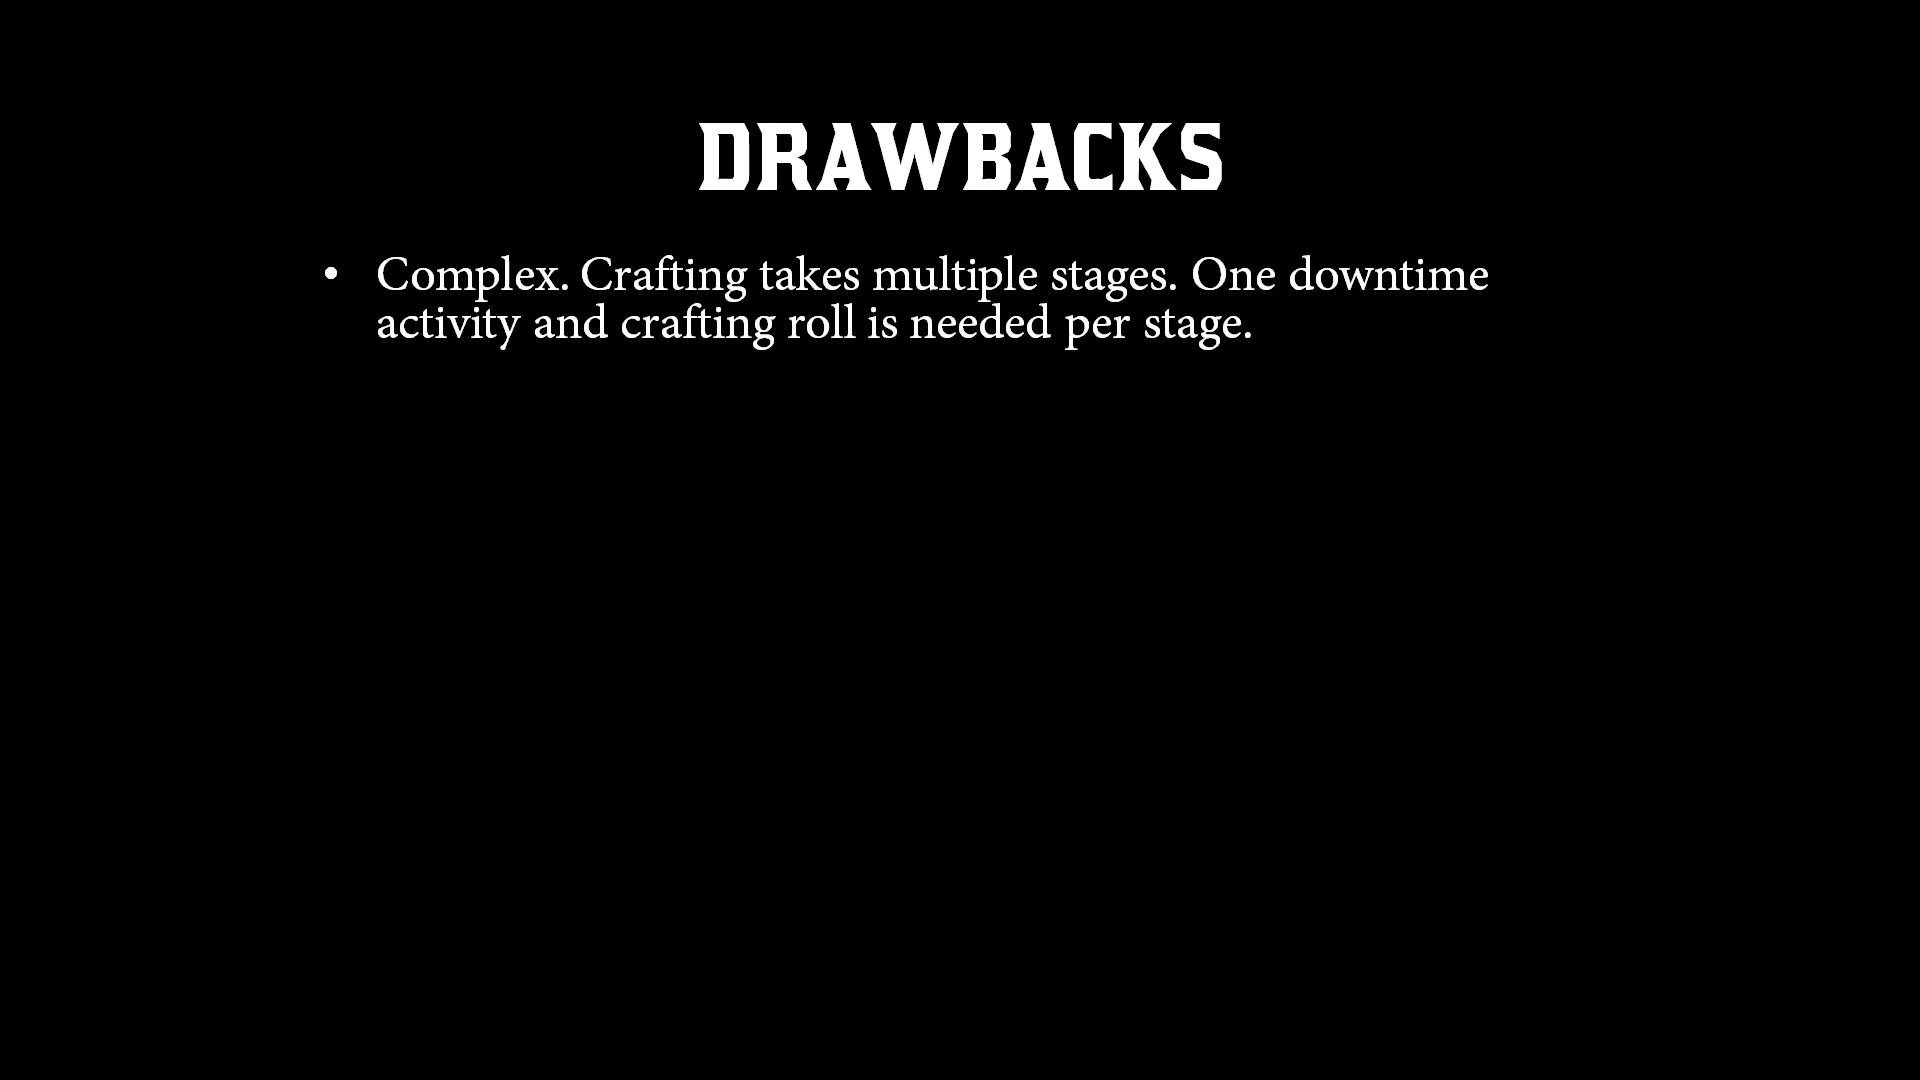 DRAWBACKS
• Complex. Crafting takes multiple stages. One downtime
activity and crafting roll is needed per stage.